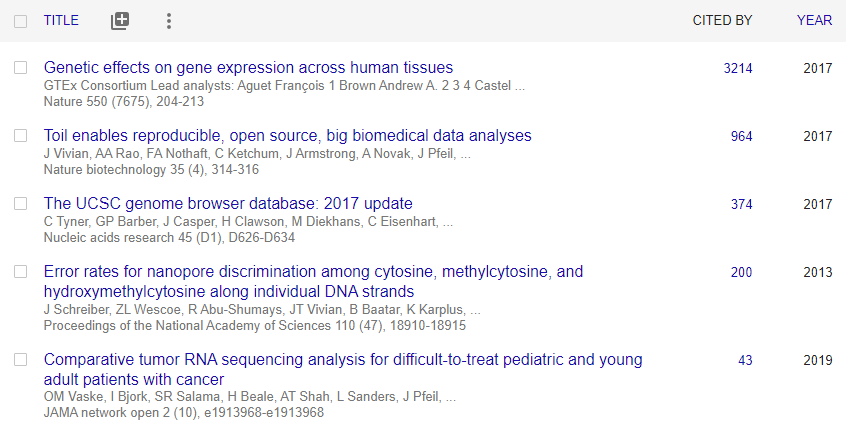 TITLE CITED BY YEAR
Genetic effects on gene expression across human tissues 3214 2017
GTEx Consortium Lead analysts: Aguet François 1 Brown Andrew A. 2 3 4 Castel ...
Nature 550 (7675), 204-213
Toil enables reproducible, open source, big biomedical data analyses 964 2017
J Vivian, AA Rao, FA Nothaft, C Ketchum, J Armstrong, A Novak, J Pfeil, ...
Nature biotechnology 35 (4), 314-316
The UCSC genome browser database: 2017 update 374 2017
C Tyner, GP Barber, J Casper, H Clawson, M Diekhans, C Eisenhart, ...
Nucleic acids research 45 (D1), D626-D634
Error rates for nanopore discrimination among cytosine, methylcytosine, and 200 2013
hydroxymethylcytosine along individual DNA strands
J Schreiber, ZL Wescoe, R Abu-Shumays, JT Vivian, B Baatar, K Karplus, ...
Proceedings of the National Academy of Sciences 110 (47), 18910-18915
Comparative tumor RNA sequencing analysis for difficult-to-treat pediatric and young 43 2019
adult patients with cancer
OM Vaske, I Bjork, SR Salama, H Beale, AT Shah, L Sanders, J Pfeil, ...
JAMA network open 2 (10), e1913968-e1913968